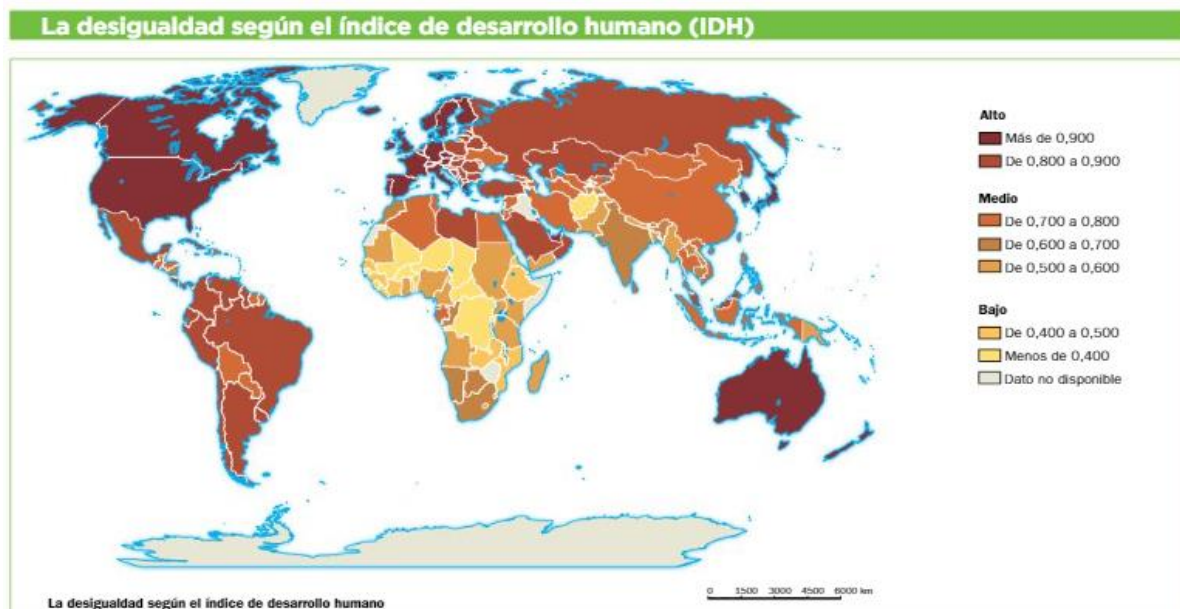 La desigualdad según el índice de desarrollo humano (IDH)
Alto
Más de 0,900
De 0,800 a 0,900
Medio
De 0,700 a 0,800
De 0,600 a 0,700
De 0,500 a 0,600
Bajo
De 0,400 a 0,500
Menos de 0,400
Dato no disponible
0 1500 3000 4500 6000 km
La desigualdad según el índice de desarrollo humano